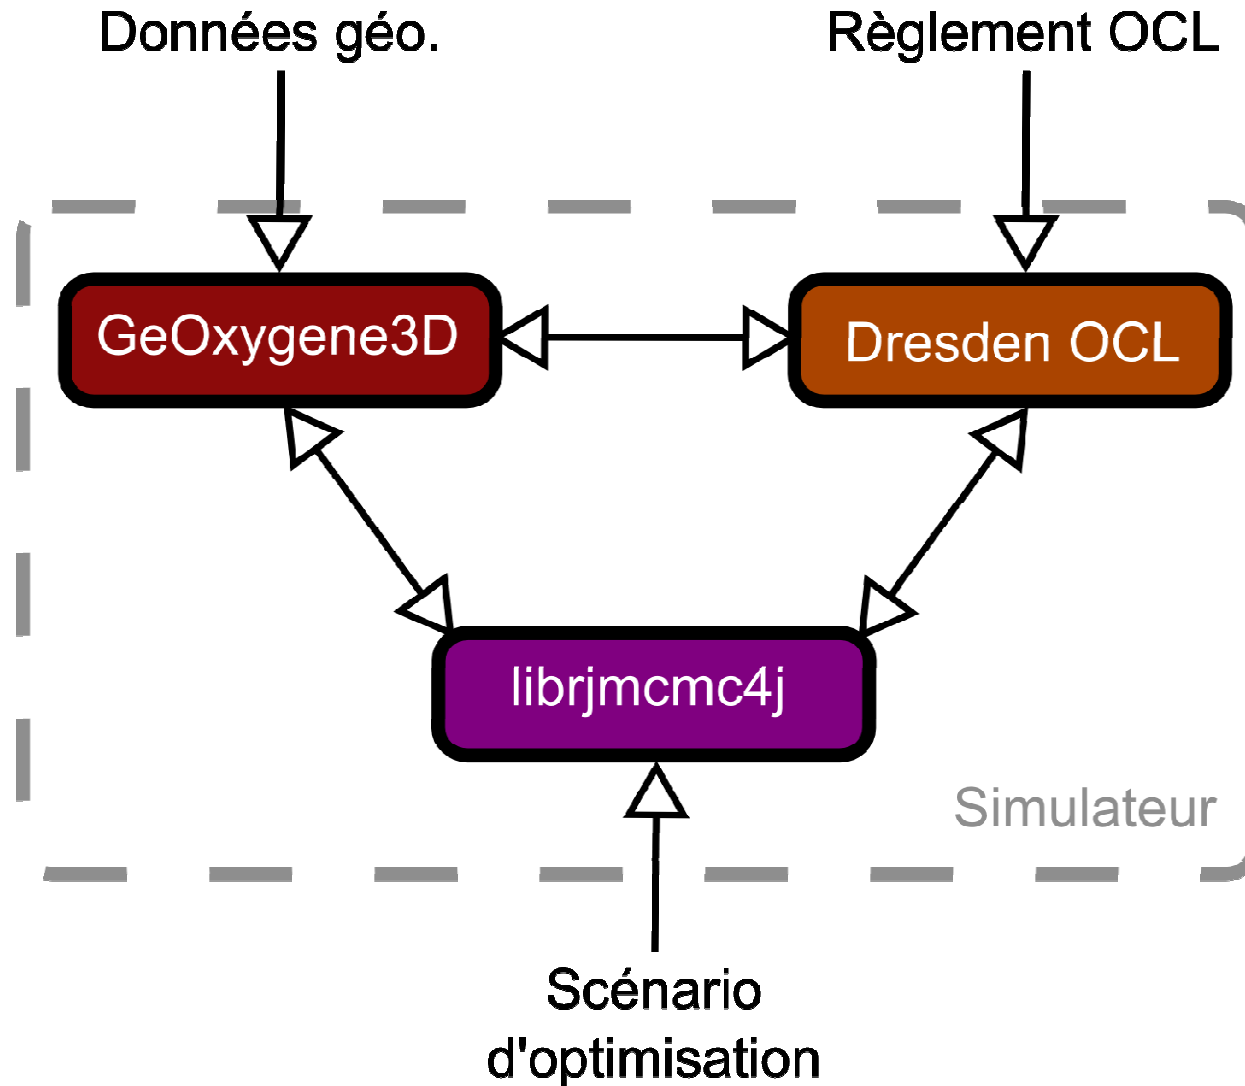 Données géo.
Règlement OCL
GeOxygene3D
Dresden OCL
librjmcmc4j
Simulateur
Scénario
d'optimisation